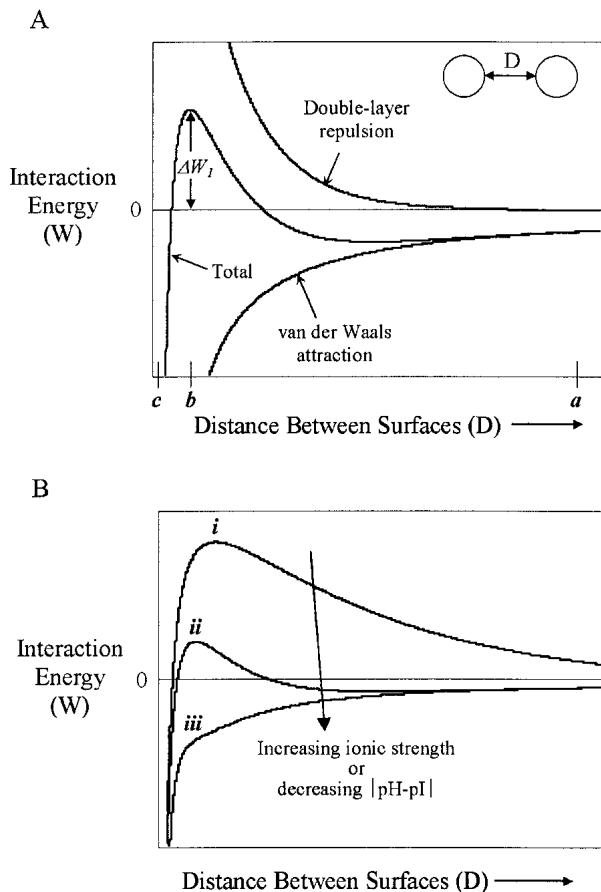 A
D
Double-layer
repulsion
ΔW1
Interaction
Energy
(W)
0
Total
van der Waals
attraction
c b a
Distance Between Surfaces (D)
B
i
ii
Interaction
Energy
(W)
0
iii
Increasing ionic strength
or
decreasing |pH-pI|
Distance Between Surfaces (D)